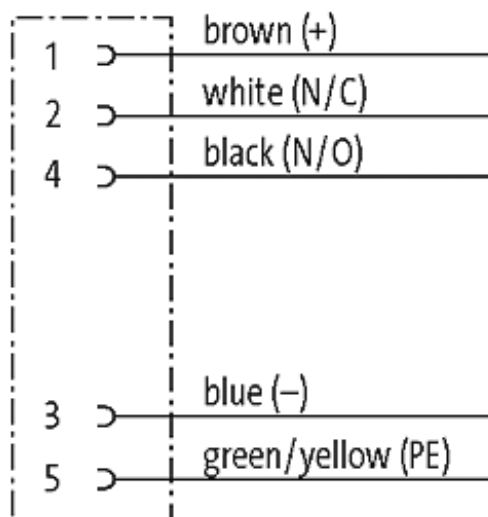 1 brown (+)
2 white (N/C)
4 black (N/O)
3 blue (–)
5 green/yellow (PE)